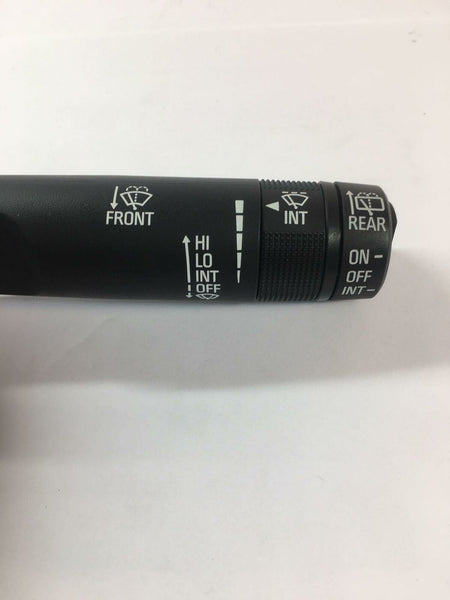 FRONT
HI
LO
INT
OFF
INT
REAR
ON
OFF
INT